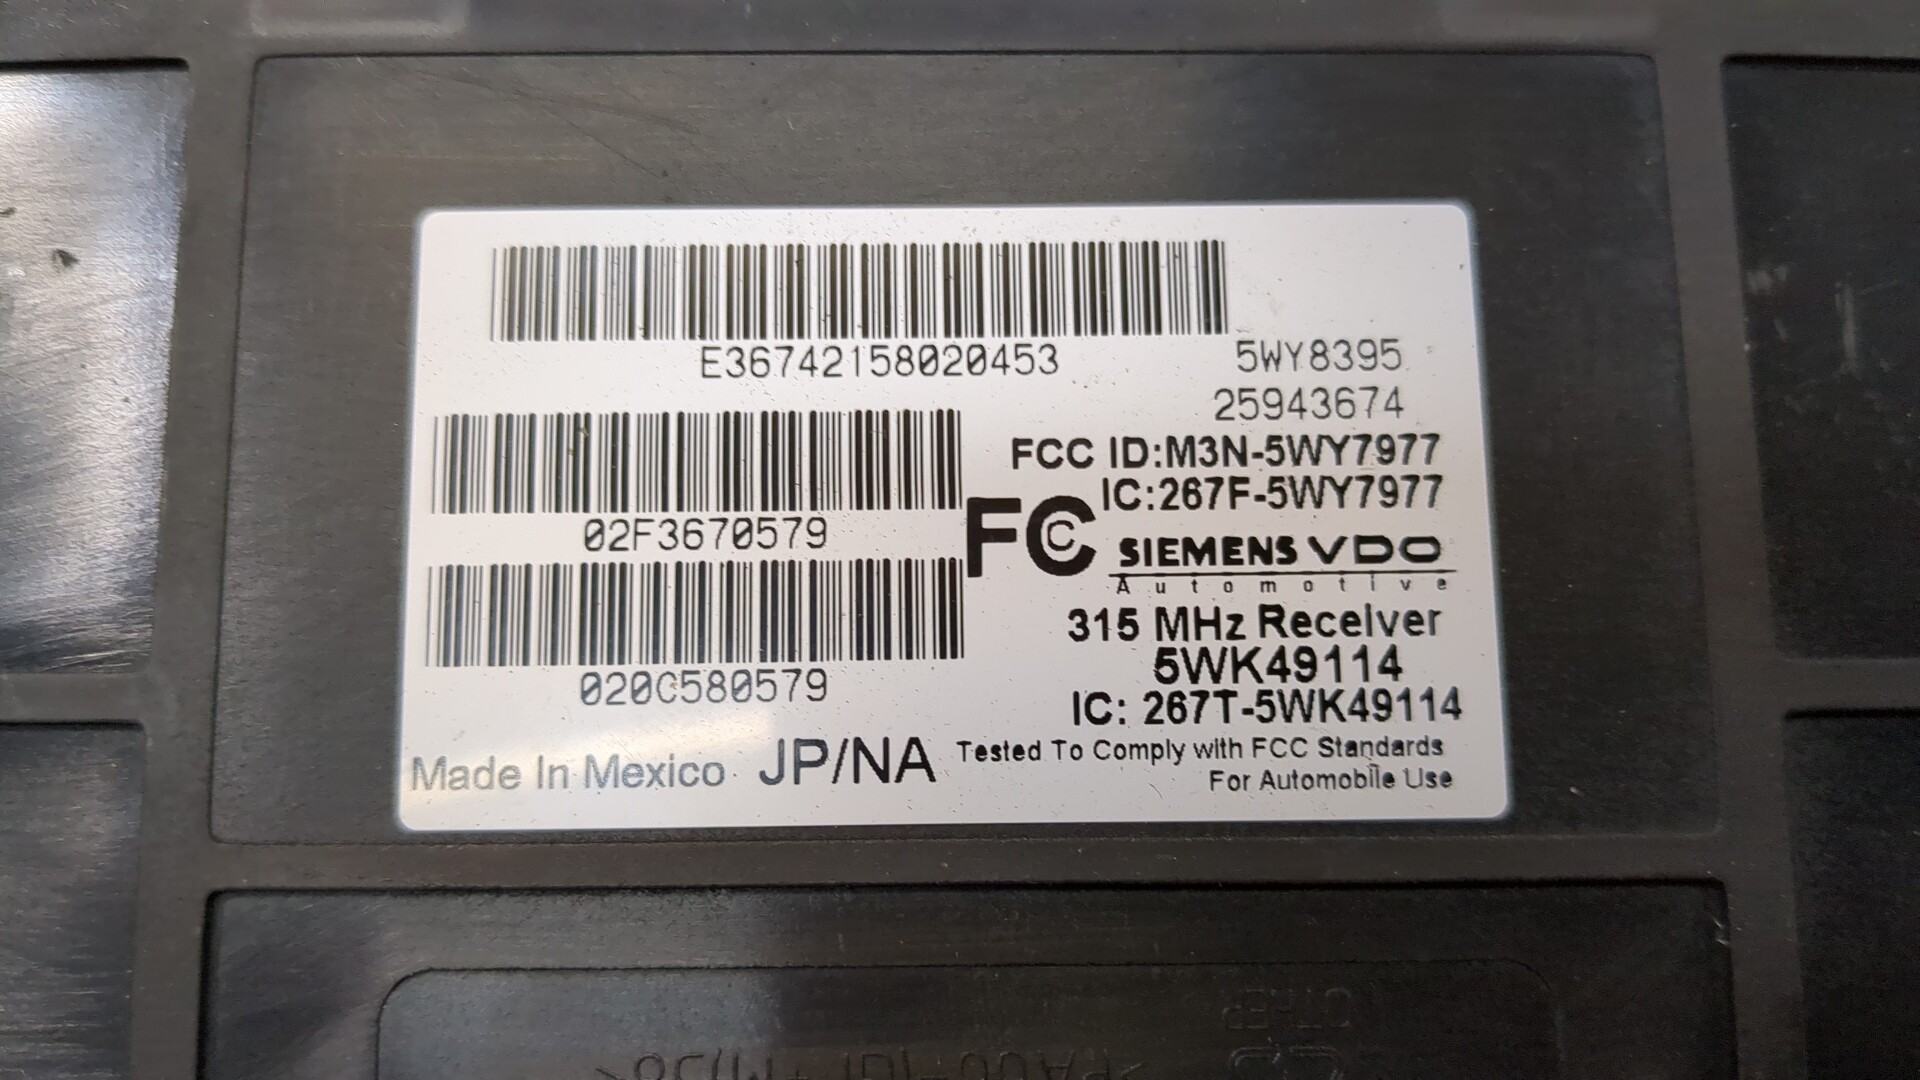 E36742158020453
5WY8395
25943674
02F3670579
FCC ID:M3N-5WY7977
IC:267F-5WY7977
FC
SIEMENS VDO
Automotive
020C580579
315 MHz Receiver
5WK49114
IC: 267T-5WK49114
Made In Mexico JP/NA
Tested To Comply with FCC Standards
For Automobile Use